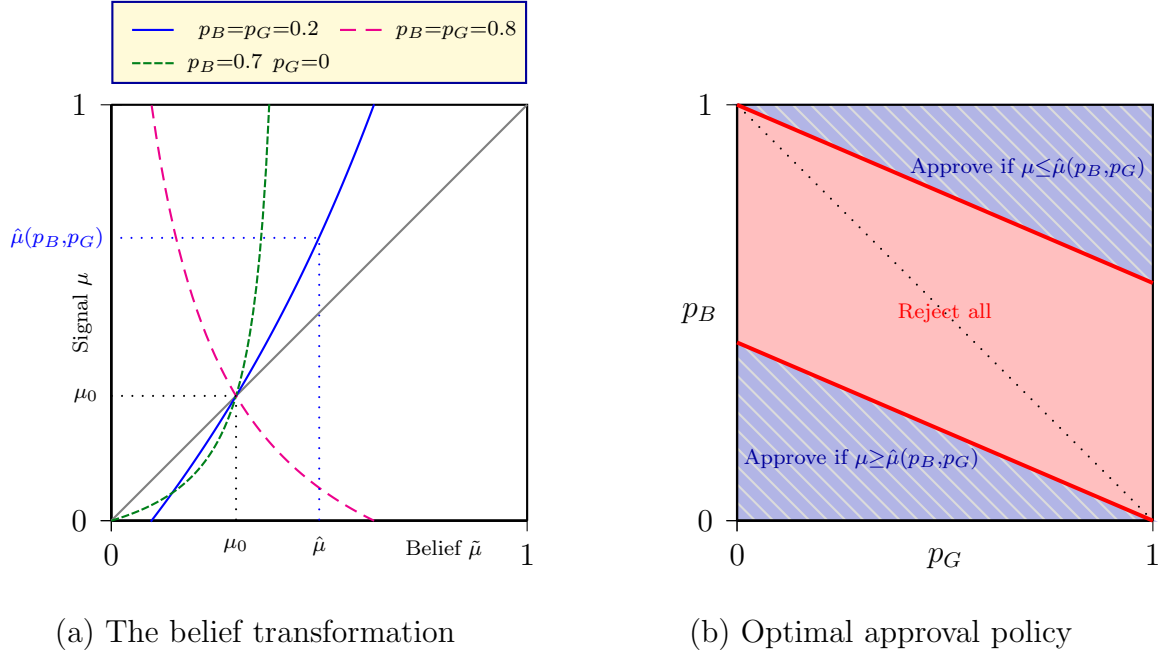 p_B=p_G=0.2 p_B=p_G=0.8
p_B=0.7 p_G=0
1
μ̂(p_B,p_G)
Signal μ
μ_0
0
0 μ_0 μ̂ Belief μ̃ 1
(a) The belief transformation
1
Approve if μ≤μ̂(p_B,p_G)
p_B
Reject all
Approve if μ≥μ̂(p_B,p_G)
0
0 p_G 1
(b) Optimal approval policy